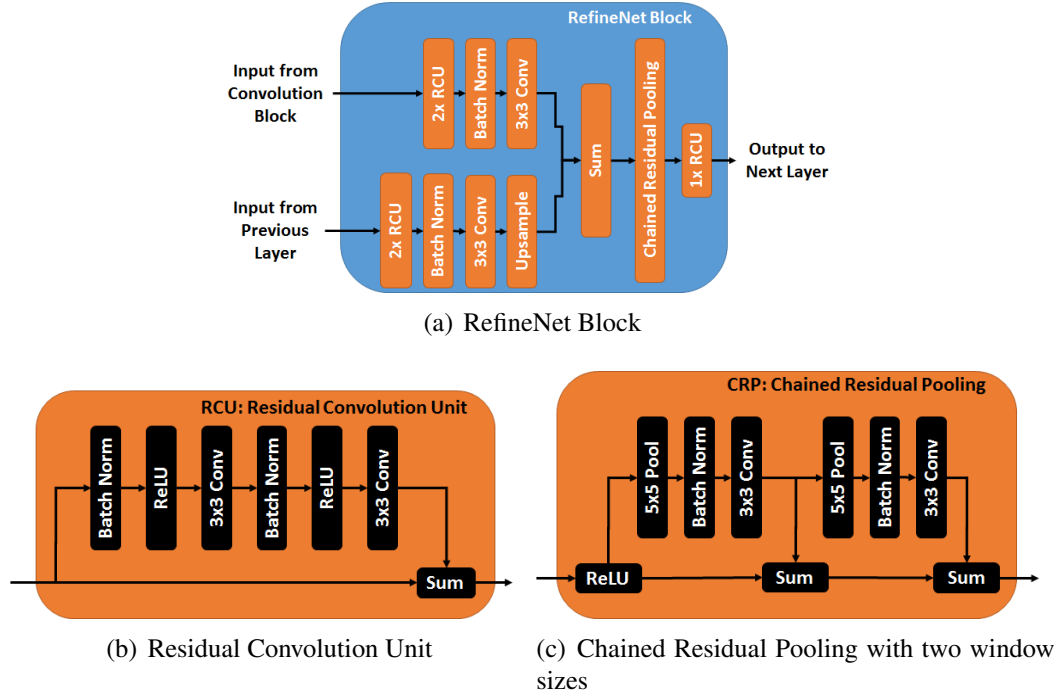 RefineNet Block
Input from
Convolution
Block
2x RCU
Batch Norm
3x3 Conv
Input from
Previous
Layer
2x RCU
Batch Norm
3x3 Conv
Upsample
Sum
Chained Residual Pooling
1x RCU
Output to
Next Layer
(a) RefineNet Block
RCU: Residual Convolution Unit
Batch Norm
ReLU
3x3 Conv
Batch Norm
ReLU
3x3 Conv
Sum
(b) Residual Convolution Unit
CRP: Chained Residual Pooling
5x5 Pool
Batch Norm
3x3 Conv
5x5 Pool
Batch Norm
3x3 Conv
ReLU
Sum
Sum
(c) Chained Residual Pooling with two window
sizes